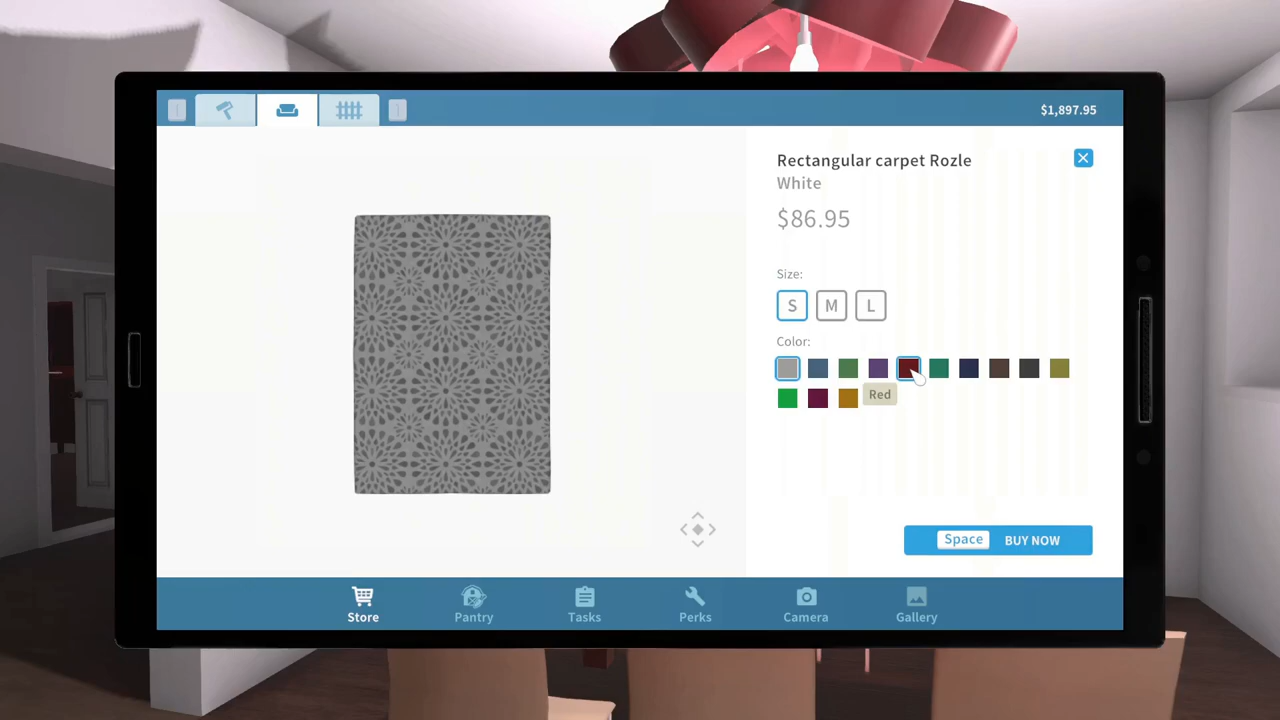 $1,897.95
Rectangular carpet Rozle
White
$86.95
Size:
S M L
Color:
Red
Space BUY NOW
Store Pantry Tasks Perks Camera Gallery